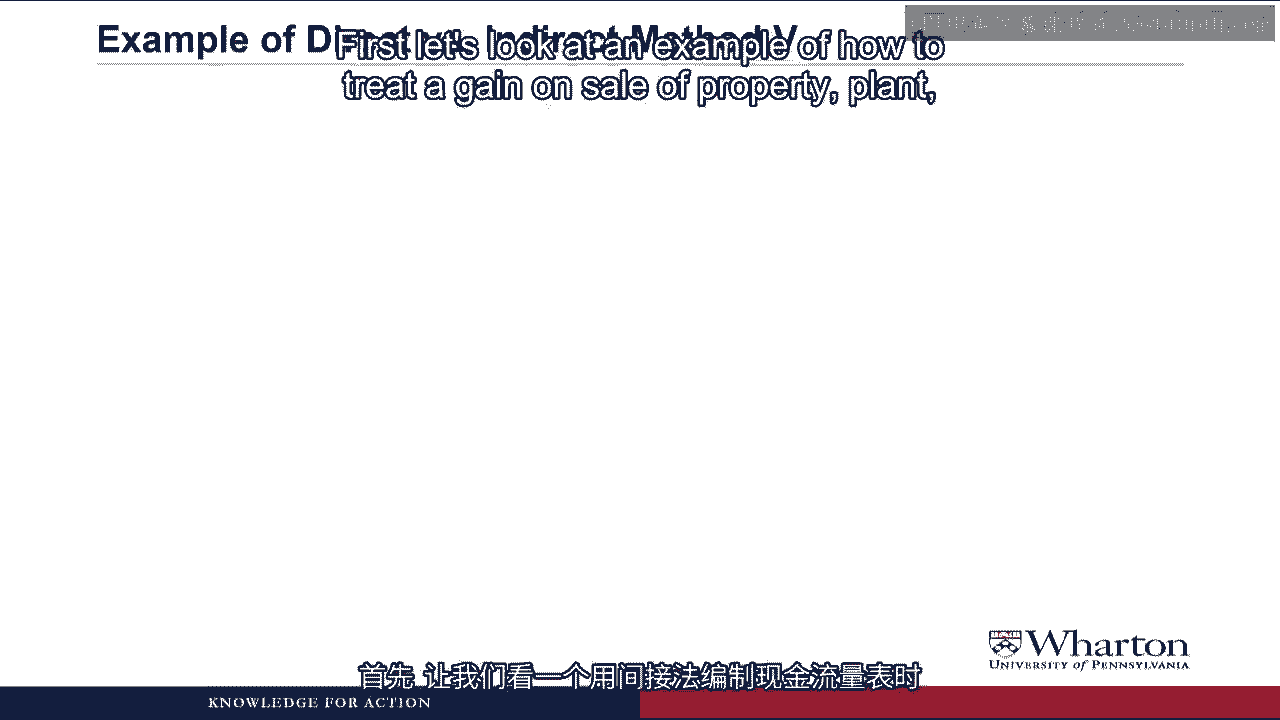 Example of Direct vs. Indirect Method V
First let's look at an example of how to
treat a gain on sale of property, plant,
Wharton
UNIVERSITY of PENNSYLVANIA
首先 让我们看一个用间接法编制现金流量表时
KNOWLEDGE FOR ACTION